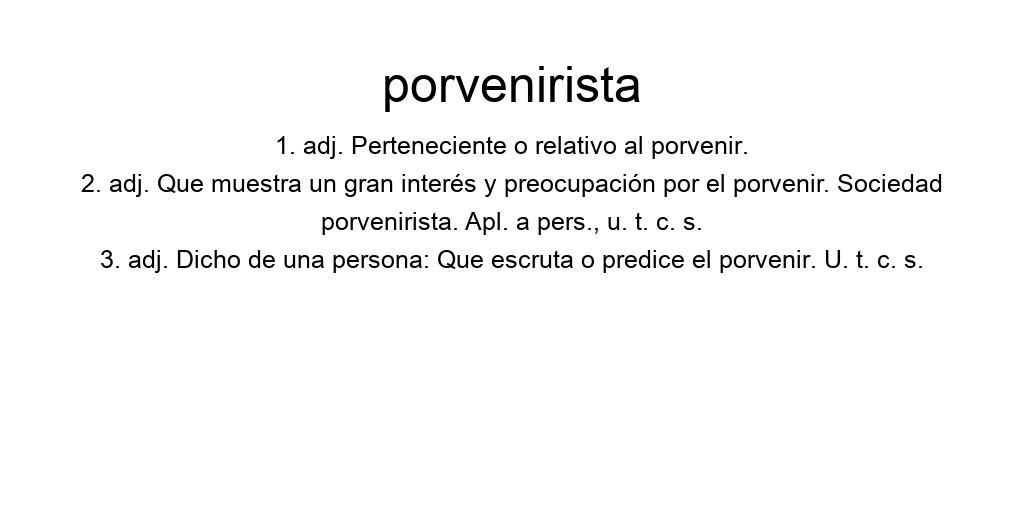 porvenirista
1. adj. Perteneciente o relativo al porvenir.
2. adj. Que muestra un gran interés y preocupación por el porvenir. Sociedad
porvenirista. Apl. a pers., u. t. c. s.
3. adj. Dicho de una persona: Que escruta o predice el porvenir. U. t. c. s.